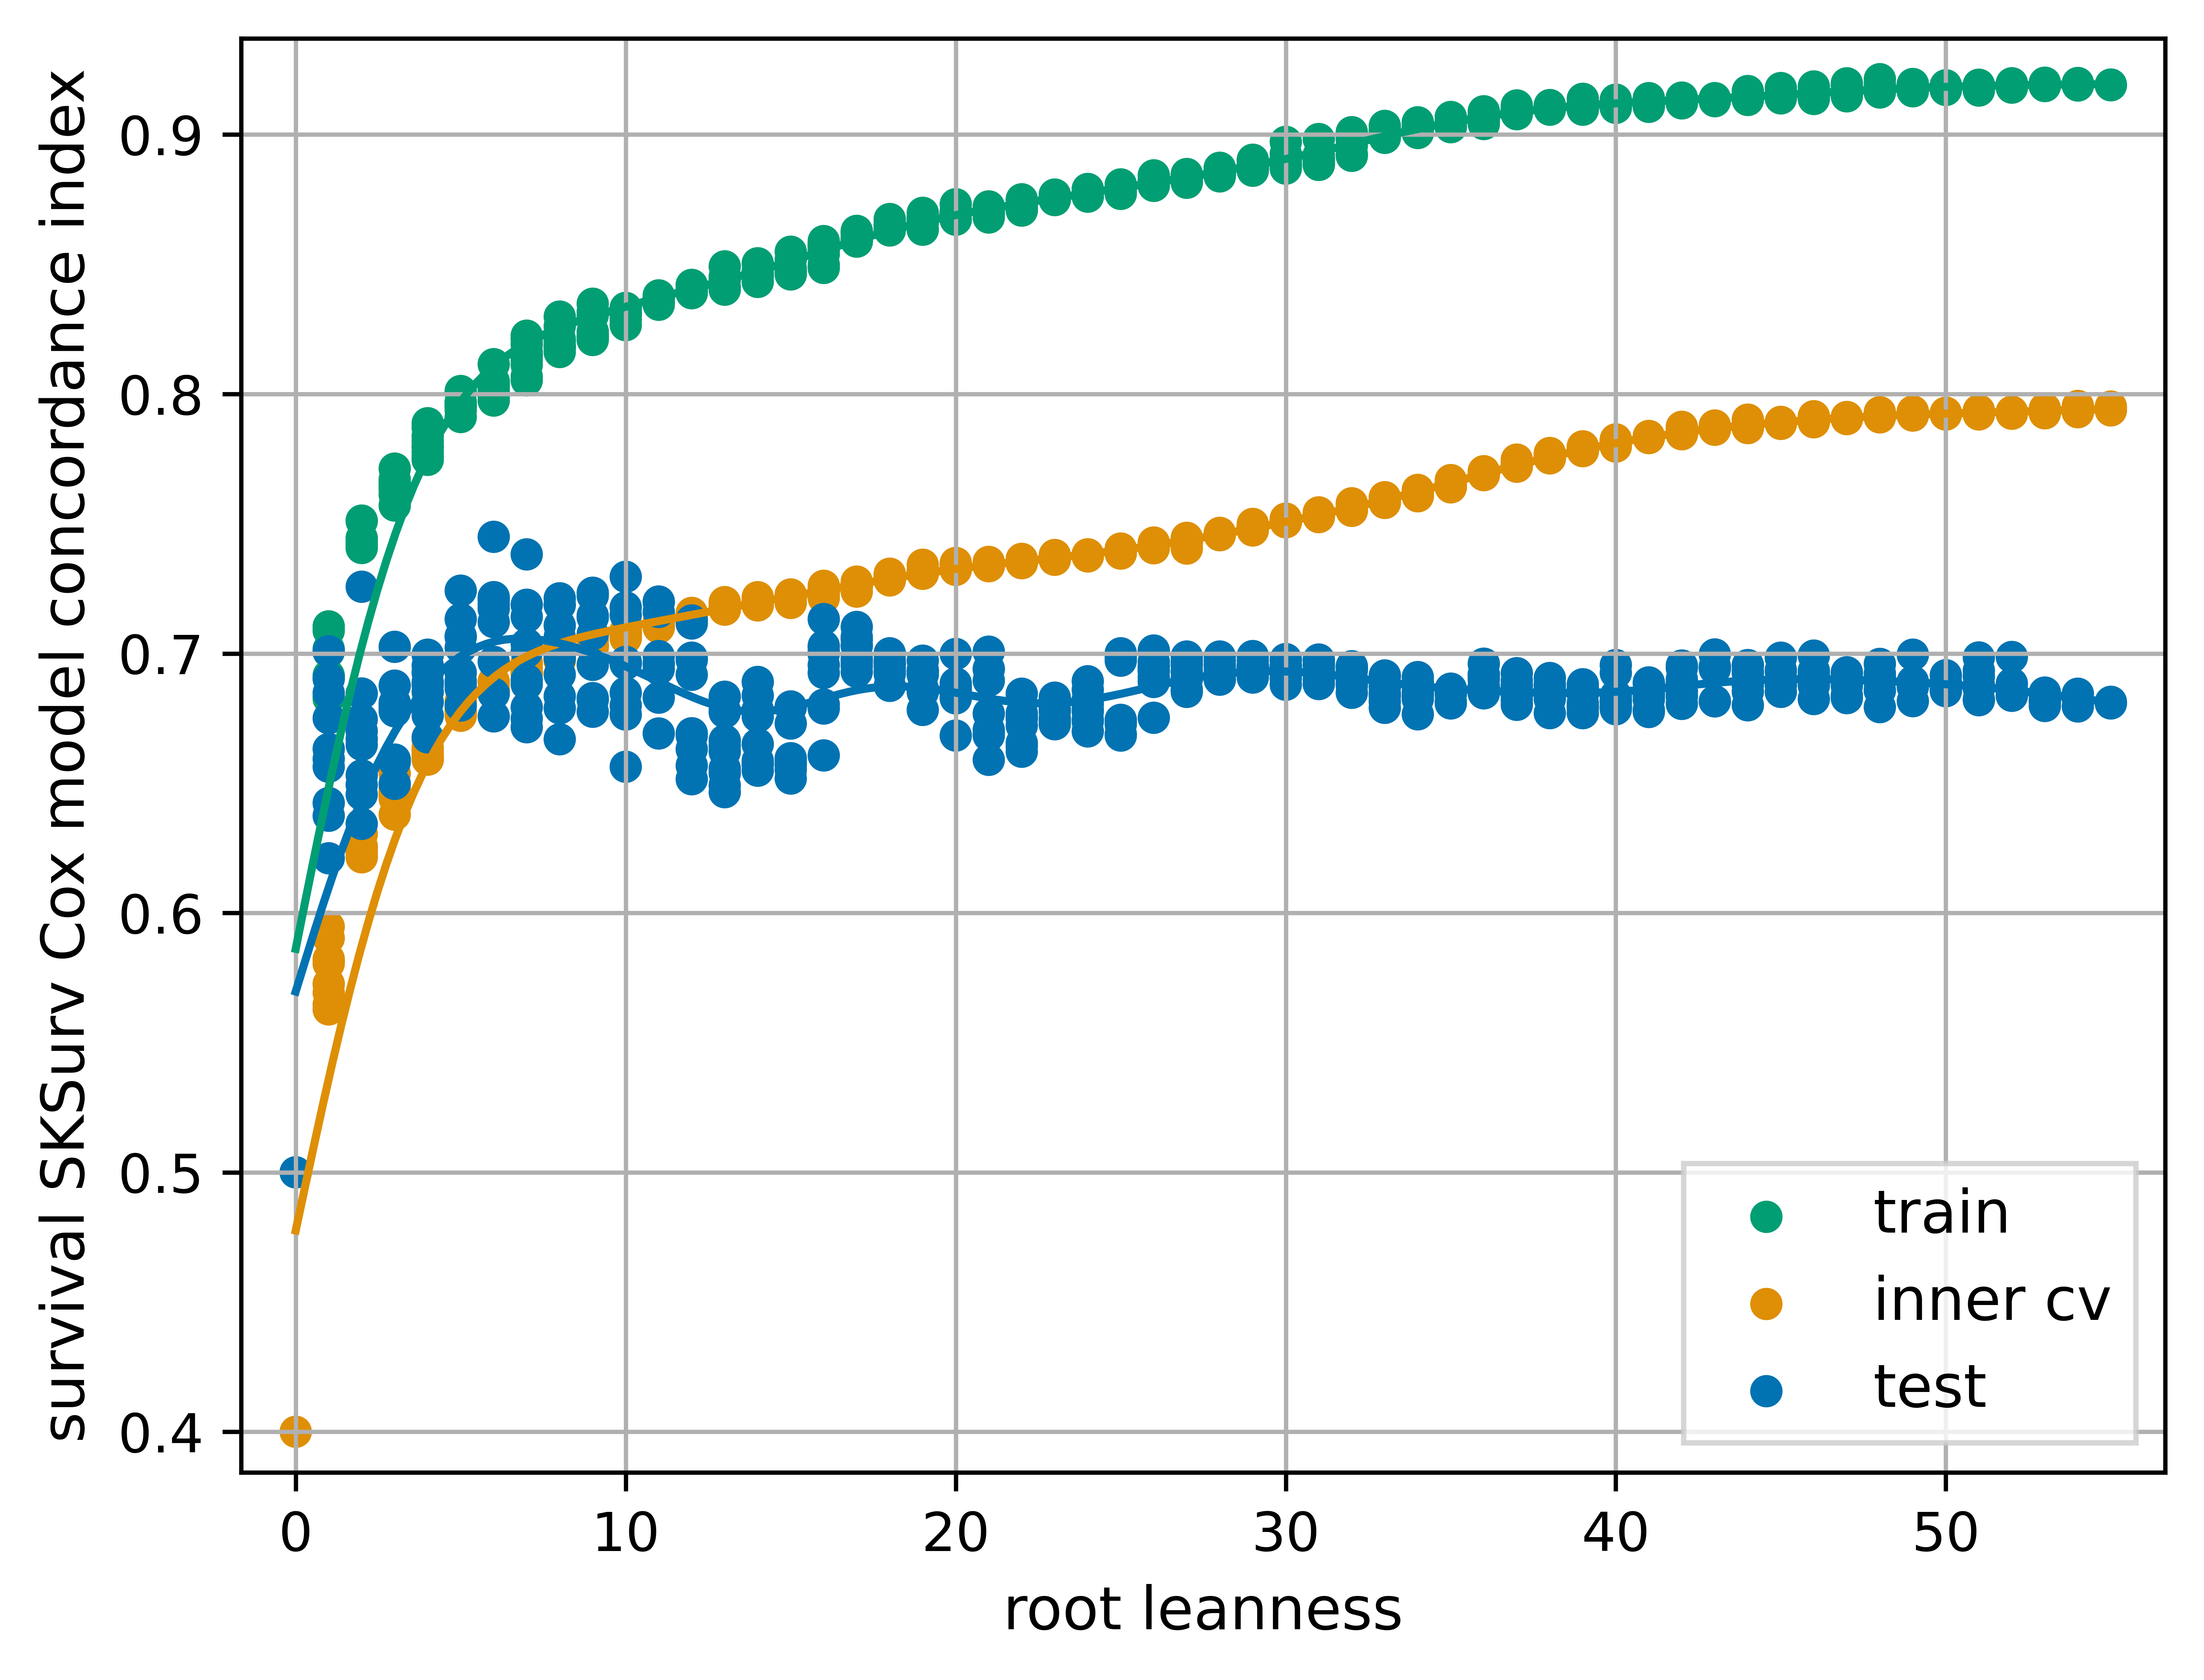 survival SKSurv Cox model concordance index
0.9
0.8
0.7
0.6
0.5
0.4
0 10 20 30 40 50
root leanness
train
inner cv
test